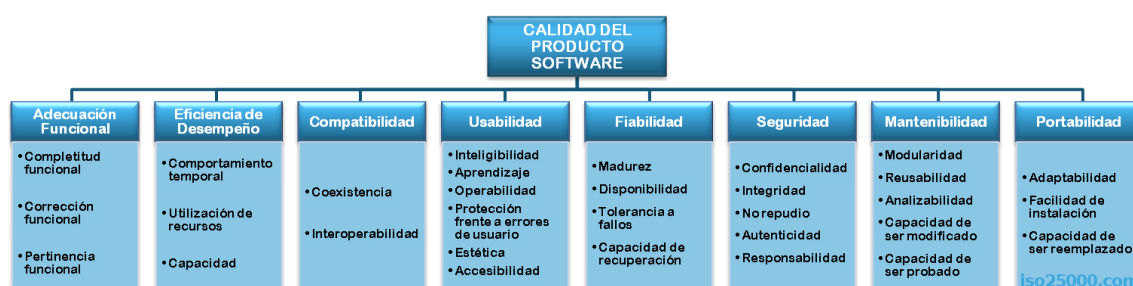 CALIDAD DEL
PRODUCTO
SOFTWARE
Adecuación
Funcional
• Completitud
funcional
• Corrección
funcional
• Pertinencia
funcional
Eficiencia de
Desempeño
• Comportamiento
temporal
• Utilización de
recursos
• Capacidad
Compatibilidad
• Coexistencia
• Interoperabilidad
Usabilidad
• Inteligibilidad
• Aprendizaje
• Operabilidad
• Protección
frente a errores
de usuario
• Estética
• Accesibilidad
Fiabilidad
• Madurez
• Disponibilidad
• Tolerancia a
fallos
• Capacidad de
recuperación
Seguridad
• Confidencialidad
• Integridad
• No repudio
• Autenticidad
• Responsabilidad
Mantenibilidad
• Modularidad
• Reusabilidad
• Analizabilidad
• Capacidad de
ser modificado
• Capacidad de
ser probado
Portabilidad
• Adaptabilidad
• Facilidad de
instalación
• Capacidad de
ser reemplazado
iso25000.com